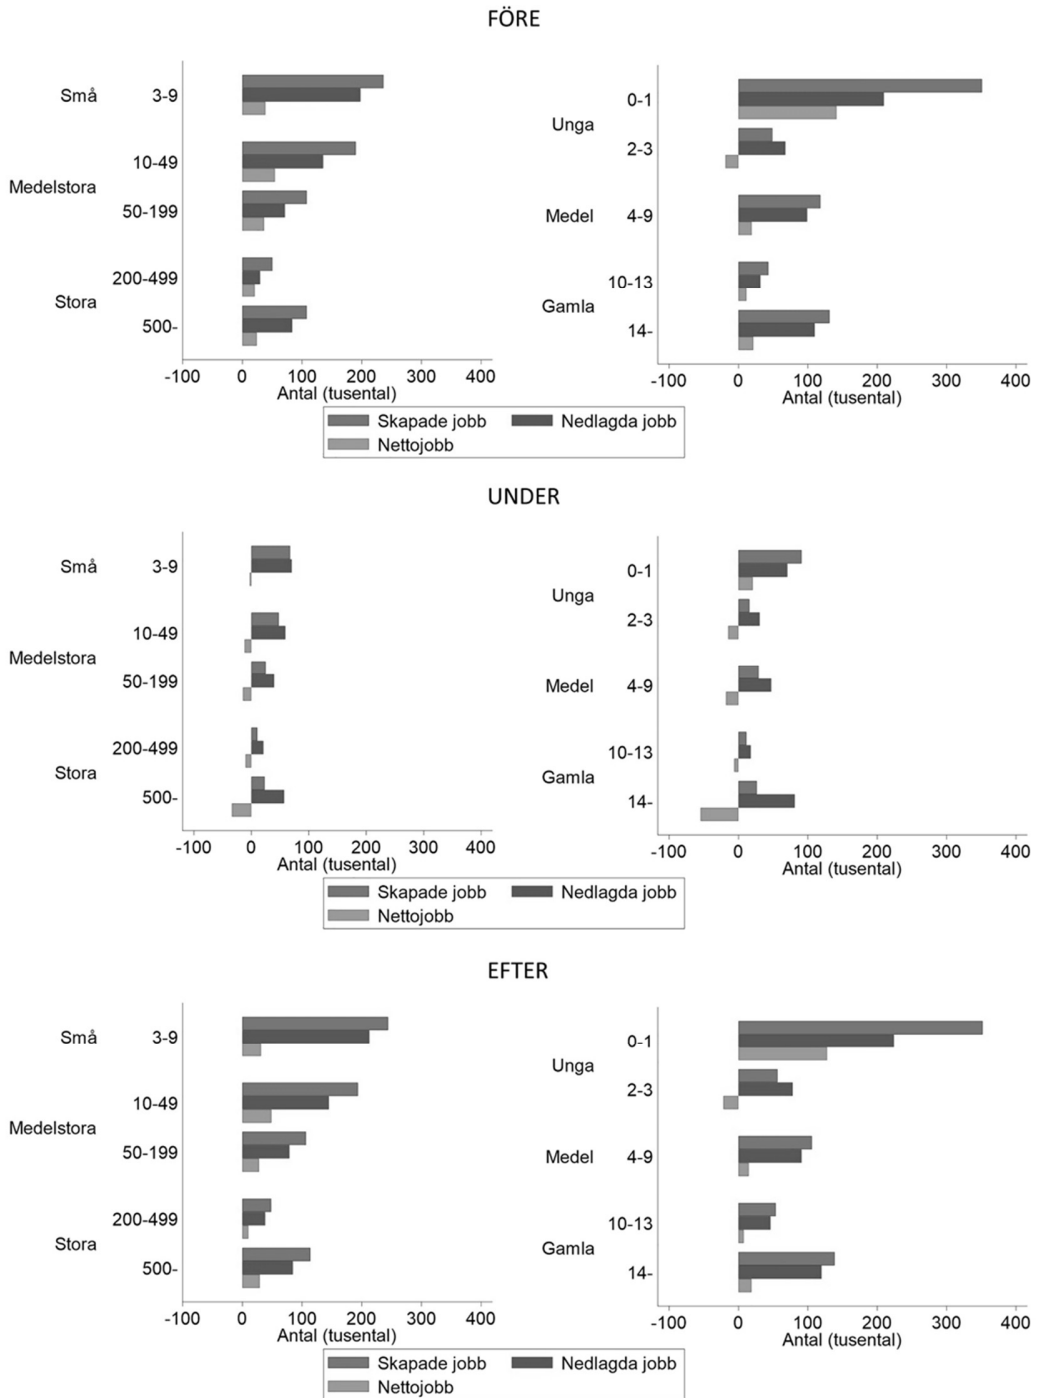 FÖRE
Små 3-9
10-49
Medelstora
50-199
200-499
Stora
500-
-100 0 100 200 300 400
Antal (tusental)
0-1
Unga
2-3
Medel 4-9
10-13
Gamla
14-
-100 0 100 200 300 400
Antal (tusental)
Skapade jobb Nedlagda jobb
Nettojobb
UNDER
Små 3-9
10-49
Medelstora
50-199
200-499
Stora
500-
-100 0 100 200 300 400
Antal (tusental)
0-1
Unga
2-3
Medel 4-9
10-13
Gamla
14-
-100 0 100 200 300 400
Antal (tusental)
Skapade jobb Nedlagda jobb
Nettojobb
EFTER
Små 3-9
10-49
Medelstora
50-199
200-499
Stora
500-
-100 0 100 200 300 400
Antal (tusental)
0-1
Unga
2-3
Medel 4-9
10-13
Gamla
14-
-100 0 100 200 300 400
Antal (tusental)
Skapade jobb Nedlagda jobb
Nettojobb